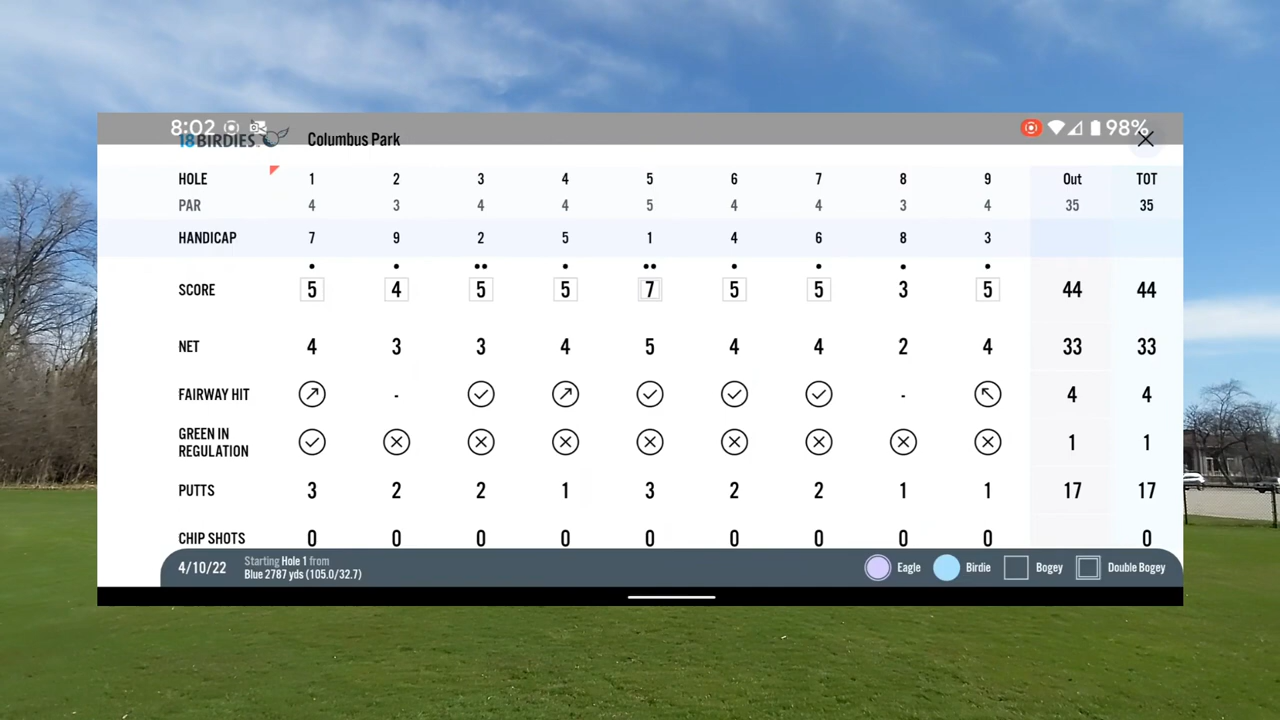 8:02 98%
18BIRDIES Columbus Park
HOLE 1 2 3 4 5 6 7 8 9 Out TOT
PAR 4 3 4 4 5 4 4 3 4 35 35
HANDICAP 7 9 2 5 1 4 6 8 3
SCORE 5 4 5 5 7 5 5 3 5 44 44
NET 4 3 3 4 5 4 4 2 4 33 33
FAIRWAY HIT - - 4 4
GREEN IN
REGULATION 1 1
PUTTS 3 2 2 1 3 2 2 1 1 17 17
CHIP SHOTS 0 0 0 0 0 0 0 0 0 0
4/10/22 Starting Hole 1 from
Blue 2787 yds (105.0/32.7)
Eagle Birdie Bogey Double Bogey